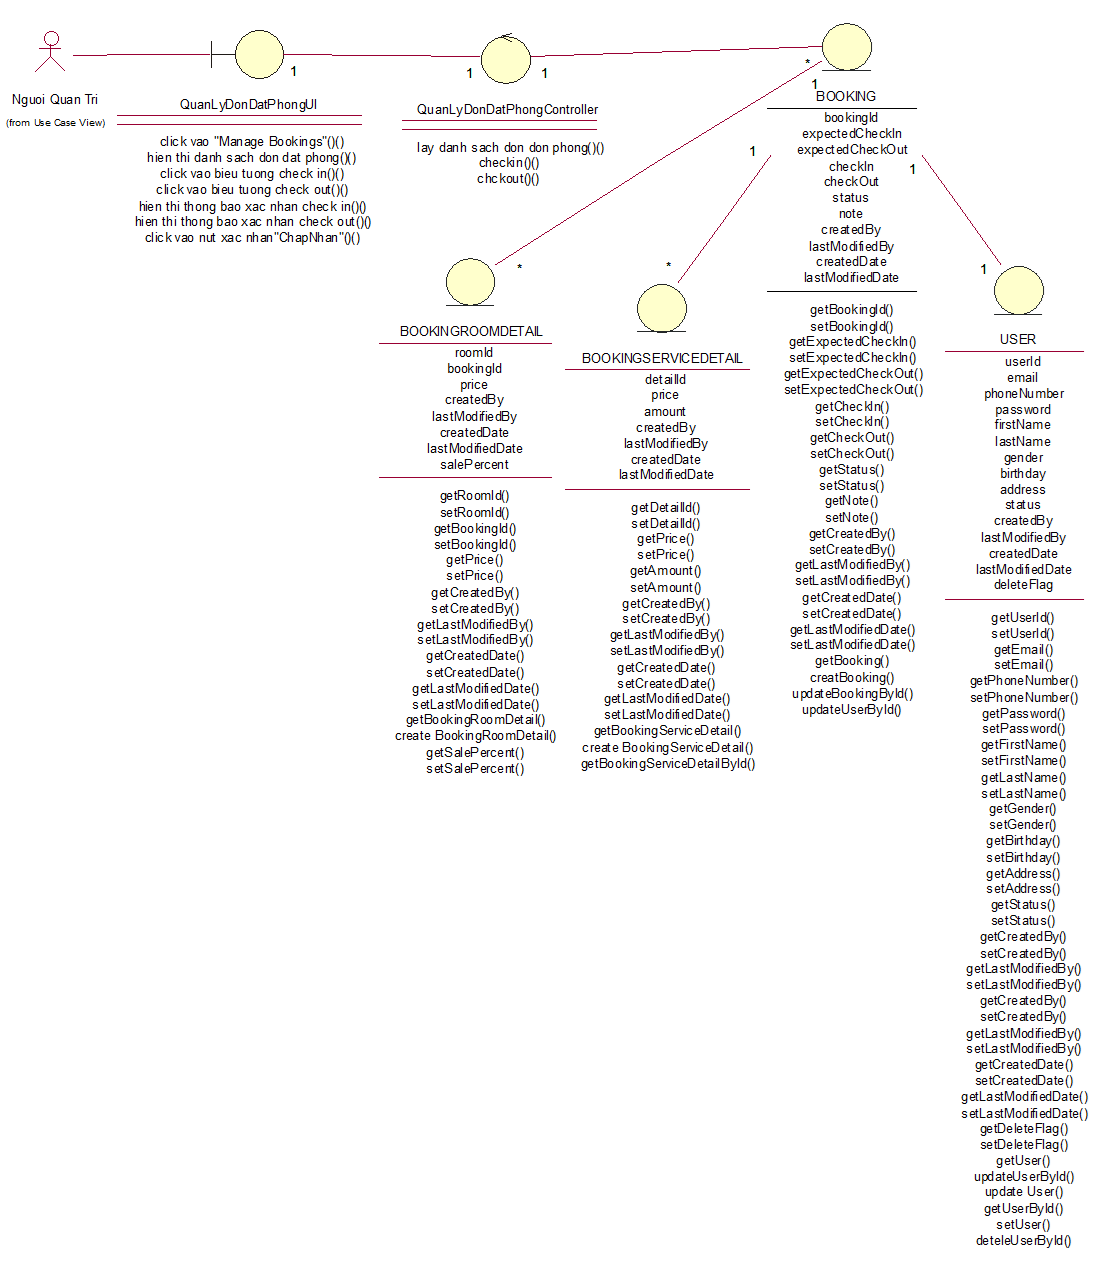 Nguoi Quan Tri
(from Use Case View)
1
QuanLyDonDatPhongUI
click vao "Manage Bookings"()()
hien thi danh sach don dat phong()()
click vao bieu tuong check in()()
click vao bieu tuong check out()()
hien thi thong bao xac nhan check in()()
hien thi thong bao xac nhan check out()()
click vao nut xac nhan"ChapNhan"()()
1
1
QuanLyDonDatPhongController
lay danh sach don don phong()()
checkin()()
chckout()()
*
1
BOOKING
bookingId
expectedCheckIn
expectedCheckOut
checkIn
checkOut
status
note
createdBy
lastModifiedBy
createdDate
lastModifiedDate
getBookingId()
setBookingId()
getExpectedCheckIn()
setExpectedCheckIn()
getExpectedCheckOut()
setExpectedCheckOut()
getCheckIn()
setCheckIn()
getCheckOut()
setCheckOut()
getStatus()
setStatus()
getNote()
setNote()
getCreatedBy()
setCreatedBy()
getLastModifiedBy()
setLastModifiedBy()
getCreatedDate()
setCreatedDate()
getLastModifiedDate()
setLastModifiedDate()
getBooking()
creatBooking()
updateBookingById()
updateUserById()
1
1
*
*
1
BOOKINGROOMDETAIL
roomId
bookingId
price
createdBy
lastModifiedBy
createdDate
lastModifiedDate
salePercent
getRoomId()
setRoomId()
getBookingId()
setBookingId()
getPrice()
setPrice()
getCreatedBy()
setCreatedBy()
getLastModifiedBy()
setLastModifiedBy()
getCreatedDate()
setCreatedDate()
getLastModifiedDate()
setLastModifiedDate()
getBookingRoomDetail()
create BookingRoomDetail()
getSalePercent()
setSalePercent()
BOOKINGSERVICEDETAIL
detailId
price
amount
createdBy
lastModifiedBy
createdDate
lastModifiedDate
getDetailId()
setDetailId()
getPrice()
setPrice()
getAmount()
setAmount()
getCreatedBy()
setCreatedBy()
getLastModifiedBy()
setLastModifiedBy()
getCreatedDate()
setCreatedDate()
getLastModifiedDate()
setLastModifiedDate()
getBookingServiceDetail()
create BookingServiceDetail()
getBookingServiceDetailById()
USER
userId
email
phoneNumber
password
firstName
lastName
gender
birthday
address
status
createdBy
lastModifiedBy
createdDate
lastModifiedDate
deleteFlag
getUserId()
setUserId()
getEmail()
setEmail()
getPhoneNumber()
setPhoneNumber()
getPassword()
setPassword()
getFirstName()
setFirstName()
getLastName()
setLastName()
getGender()
setGender()
getBirthday()
setBirthday()
getAddress()
setAddress()
getStatus()
setStatus()
getCreatedBy()
setCreatedBy()
getLastModifiedBy()
setLastModifiedBy()
getCreatedBy()
setCreatedBy()
getLastModifiedBy()
setLastModifiedBy()
getCreatedDate()
setCreatedDate()
getLastModifiedDate()
setLastModifiedDate()
getDeleteFlag()
setDeleteFlag()
getUser()
updateUserById()
update User()
getUserById()
setUser()
deteleUserById()